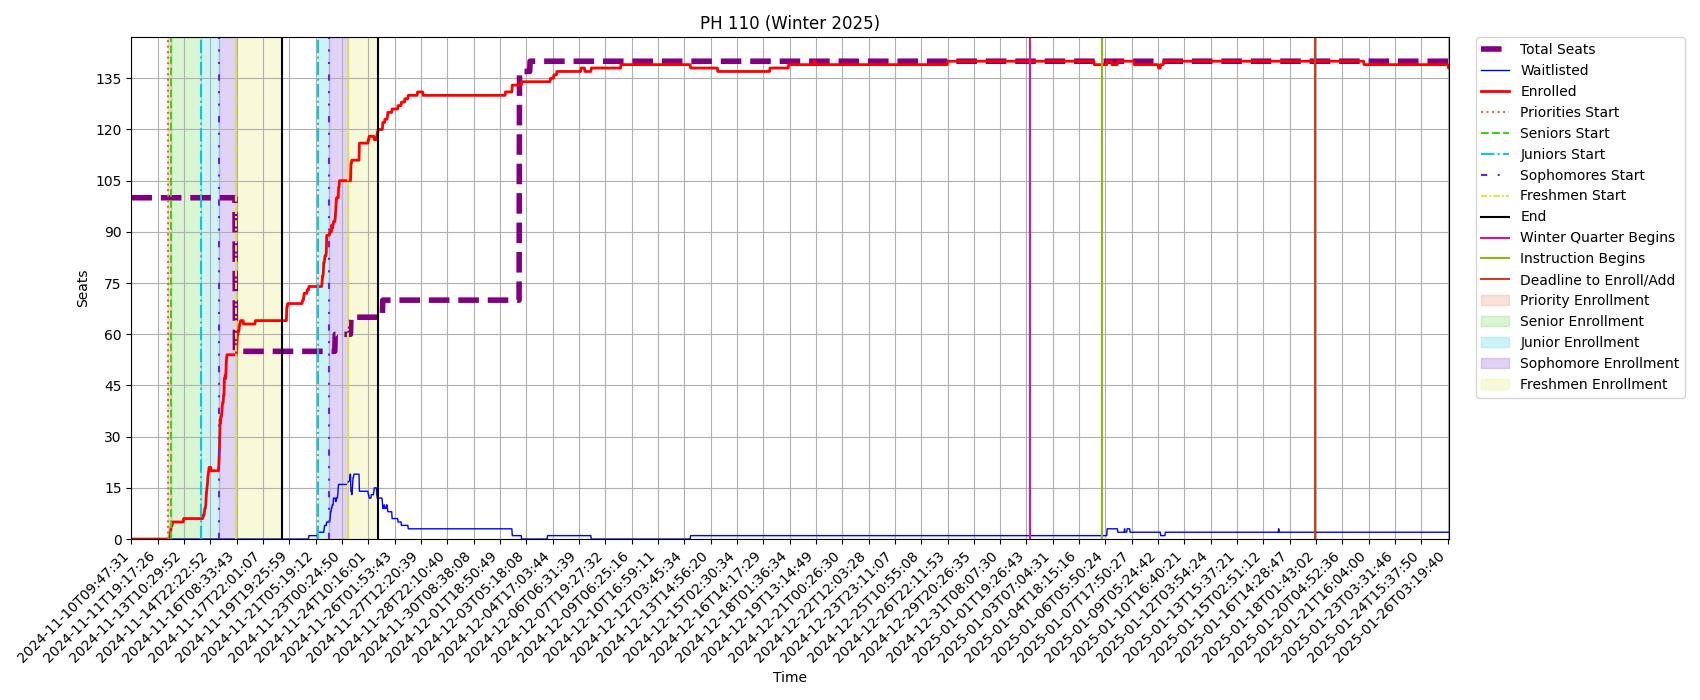 PH 110 (Winter 2025)
Seats
135
120
105
90
75
60
45
30
15
0
2024-11-10T09:47:31
2024-11-11T19:17:26
2024-11-13T10:29:52
2024-11-14T22:22:52
2024-11-16T08:33:43
2024-11-17T22:01:07
2024-11-19T19:25:59
2024-11-21T05:19:12
2024-11-23T00:24:50
2024-11-24T10:16:01
2024-11-26T01:53:43
2024-11-27T12:20:39
2024-11-28T22:10:40
2024-11-30T08:38:08
2024-12-01T18:50:49
2024-12-03T05:18:08
2024-12-04T17:03:44
2024-12-06T06:31:39
2024-12-07T19:27:32
2024-12-09T06:25:16
2024-12-10T16:59:11
2024-12-12T03:45:34
2024-12-13T14:56:20
2024-12-15T02:30:34
2024-12-16T14:17:29
2024-12-18T01:36:34
2024-12-19T13:14:49
2024-12-21T00:26:30
2024-12-22T12:03:28
2024-12-23T23:11:07
2024-12-25T10:55:08
2024-12-26T22:11:53
2024-12-29T20:26:35
2024-12-31T08:07:30
2025-01-01T19:26:43
2025-01-03T07:04:31
2025-01-04T18:15:16
2025-01-06T05:50:24
2025-01-07T17:50:27
2025-01-09T05:24:42
2025-01-10T16:40:21
2025-01-12T03:54:24
2025-01-13T15:37:21
2025-01-15T02:51:12
2025-01-16T14:28:47
2025-01-18T01:43:02
2025-01-20T04:52:36
2025-01-21T16:04:00
2025-01-23T03:31:46
2025-01-24T15:37:50
2025-01-26T03:19:40
Time
Total Seats
Waitlisted
Enrolled
Priorities Start
Seniors Start
Juniors Start
Sophomores Start
Freshmen Start
End
Winter Quarter Begins
Instruction Begins
Deadline to Enroll/Add
Priority Enrollment
Senior Enrollment
Junior Enrollment
Sophomore Enrollment
Freshmen Enrollment